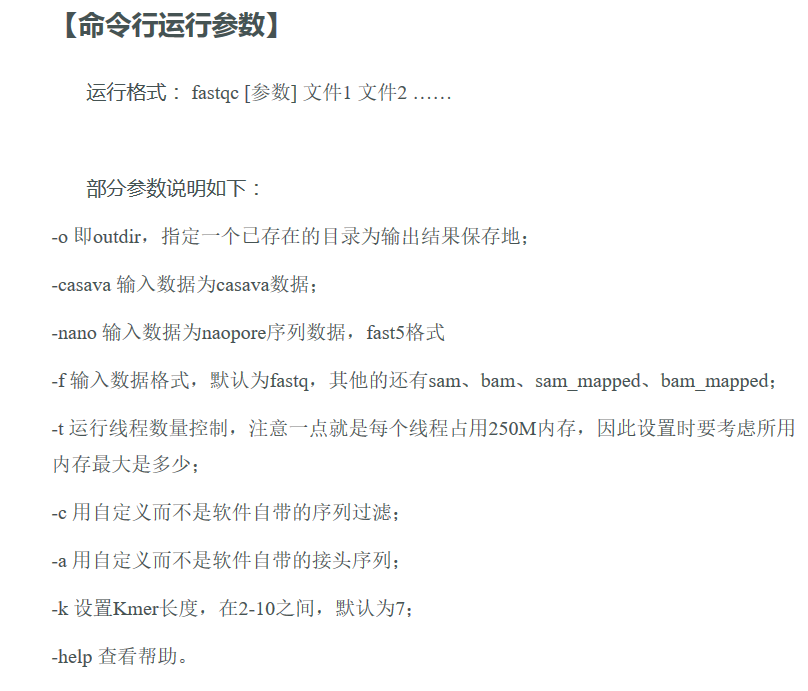 【命令行运行参数】
运行格式： fastqc [参数] 文件1 文件2 ……
部分参数说明如下：
-o 即outdir，指定一个已存在的目录为输出结果保存地；
-casava 输入数据为casava数据；
-nano 输入数据为naopore序列数据，fast5格式
-f 输入数据格式，默认为fastq，其他的还有sam、bam、sam_mapped、bam_mapped；
-t 运行线程数量控制，注意一点就是每个线程占用250M内存，因此设置时要考虑所用
内存最大是多少；
-c 用自定义而不是软件自带的序列过滤；
-a 用自定义而不是软件自带的接头序列；
-k 设置Kmer长度，在2-10之间，默认为7；
-help 查看帮助。